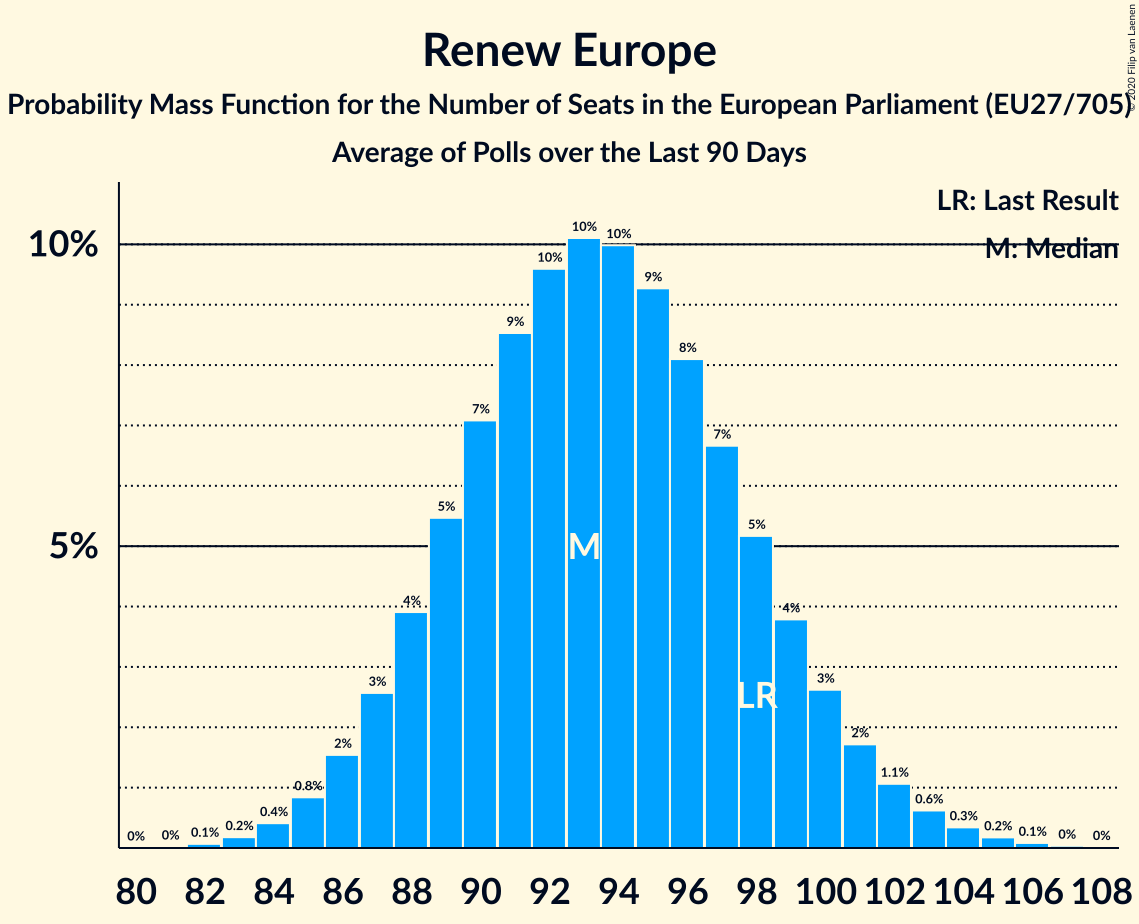 Renew Europe
Probability Mass Function for the Number of Seats in the European Parliament (EU27/705)
Average of Polls over the Last 90 Days
© 2020 Filip van Laenen
LR: Last Result
M: Median
10%
5%
0% 0% 0.1% 0.2% 0.4% 0.8% 2% 3% 4% 5% 7% 9% 10% 10% 10% 9% 8% 7% 5% 4% 3% 2% 1.1% 0.6% 0.3% 0.2% 0.1% 0% 0%
M
LR
80 82 84 86 88 90 92 94 96 98 100 102 104 106 108